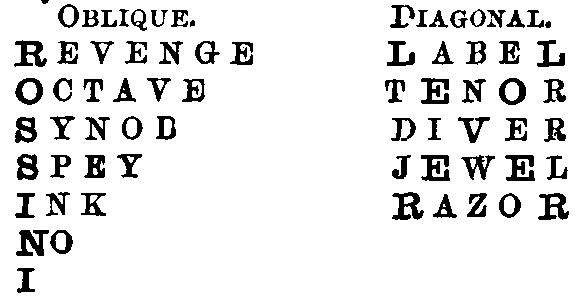 OBLIQUE.
REVENGE
OCTAVE
SYNOD
SPEY
INK
NO
I
DIAGONAL.
LABEL
TENOR
DIVER
JEWEL
RAZOR